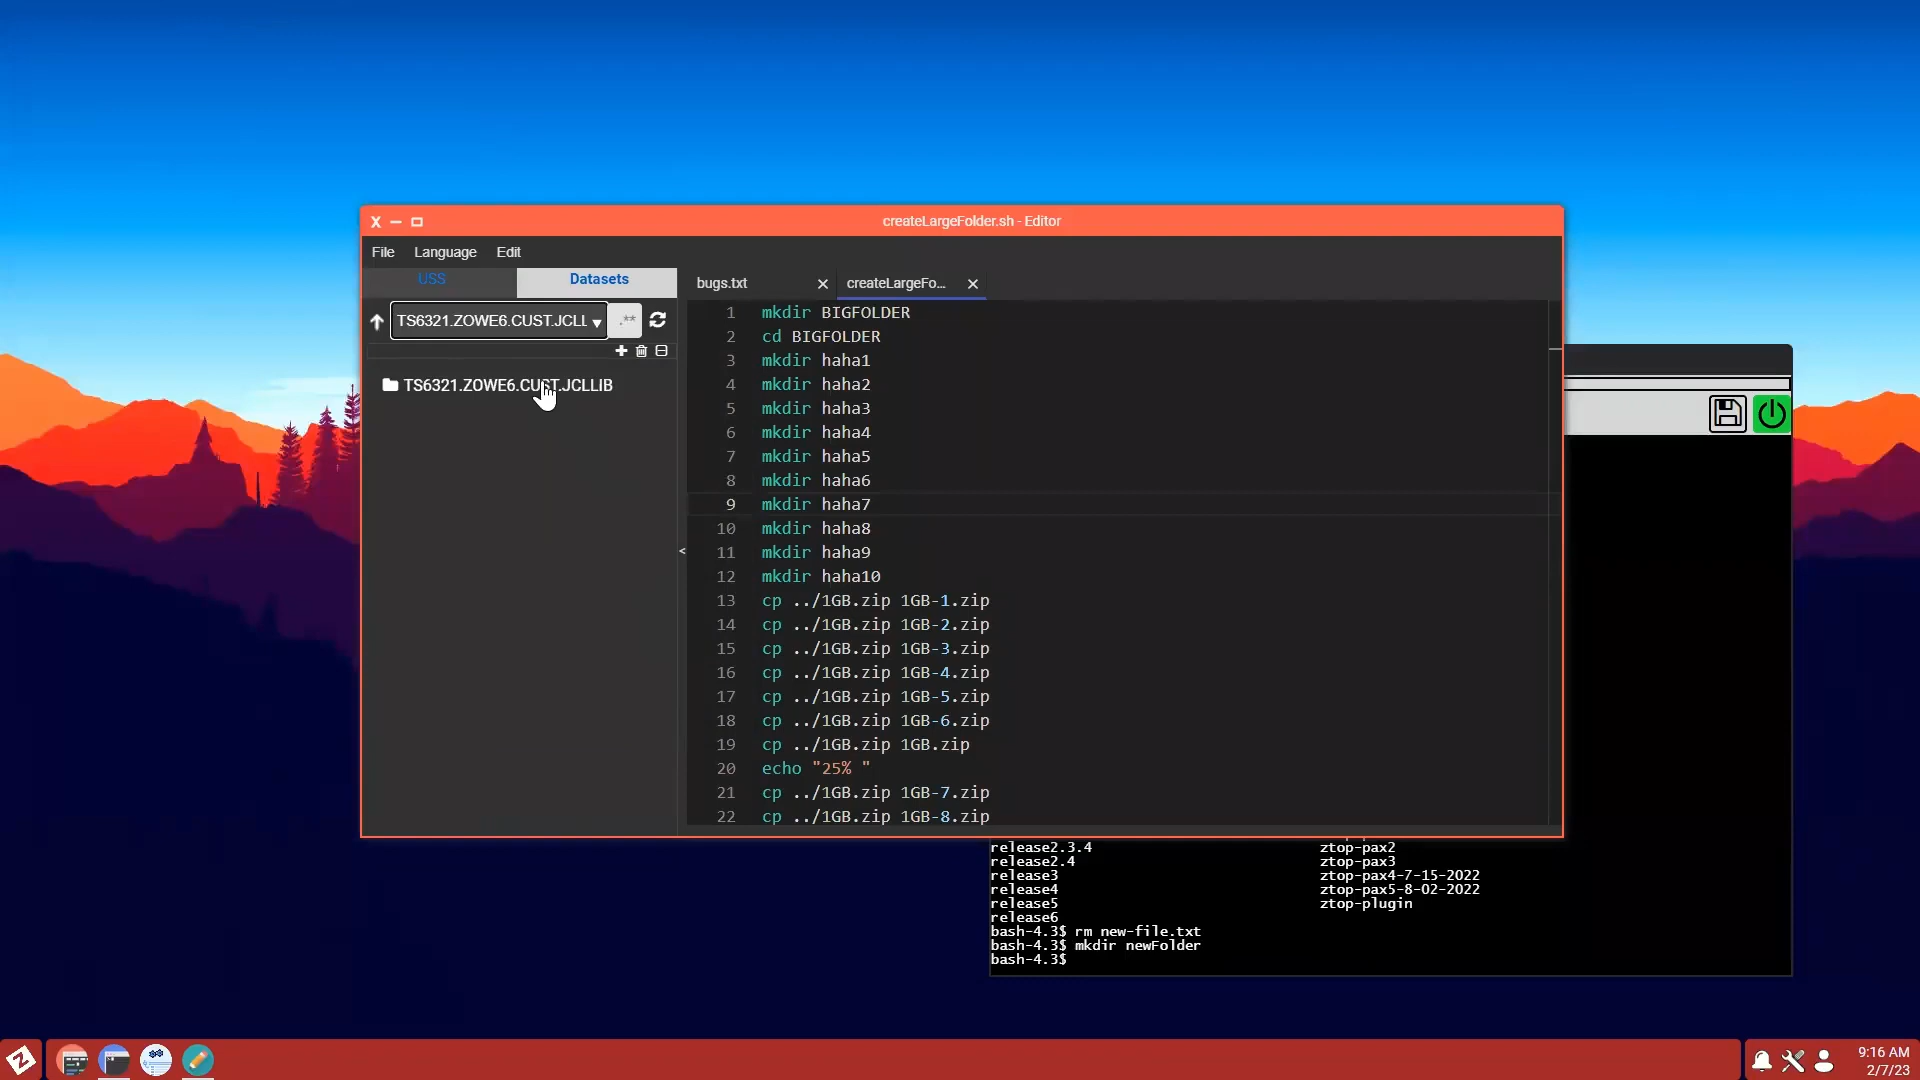 X
createLargeFolder.sh - Editor
File Language Edit
USS Datasets
bugs.txt × createLargeFo... ×
TS6321.ZOWE6.CUST.JCLL .**
TS6321.ZOWE6.CUST.JCLLIB
1 mkdir BIGFOLDER
2 cd BIGFOLDER
3 mkdir haha1
4 mkdir haha2
5 mkdir haha3
6 mkdir haha4
7 mkdir haha5
8 mkdir haha6
9 mkdir haha7
10 mkdir haha8
<
11 mkdir haha9
12 mkdir haha10
13 cp ../1GB.zip 1GB-1.zip
14 cp ../1GB.zip 1GB-2.zip
15 cp ../1GB.zip 1GB-3.zip
16 cp ../1GB.zip 1GB-4.zip
17 cp ../1GB.zip 1GB-5.zip
18 cp ../1GB.zip 1GB-6.zip
19 cp ../1GB.zip 1GB.zip
20 echo "25% "
21 cp ../1GB.zip 1GB-7.zip
22 cp ../1GB.zip 1GB-8.zip
release2.3.4 ztop-pax2
release2.4 ztop-pax3
release3 ztop-pax4-7-15-2022
release4 ztop-pax5-8-02-2022
release5 ztop-plugin
release6
bash-4.3$ rm new-file.txt
bash-4.3$ mkdir newFolder
bash-4.3$
Z
9:16 AM
2/7/23